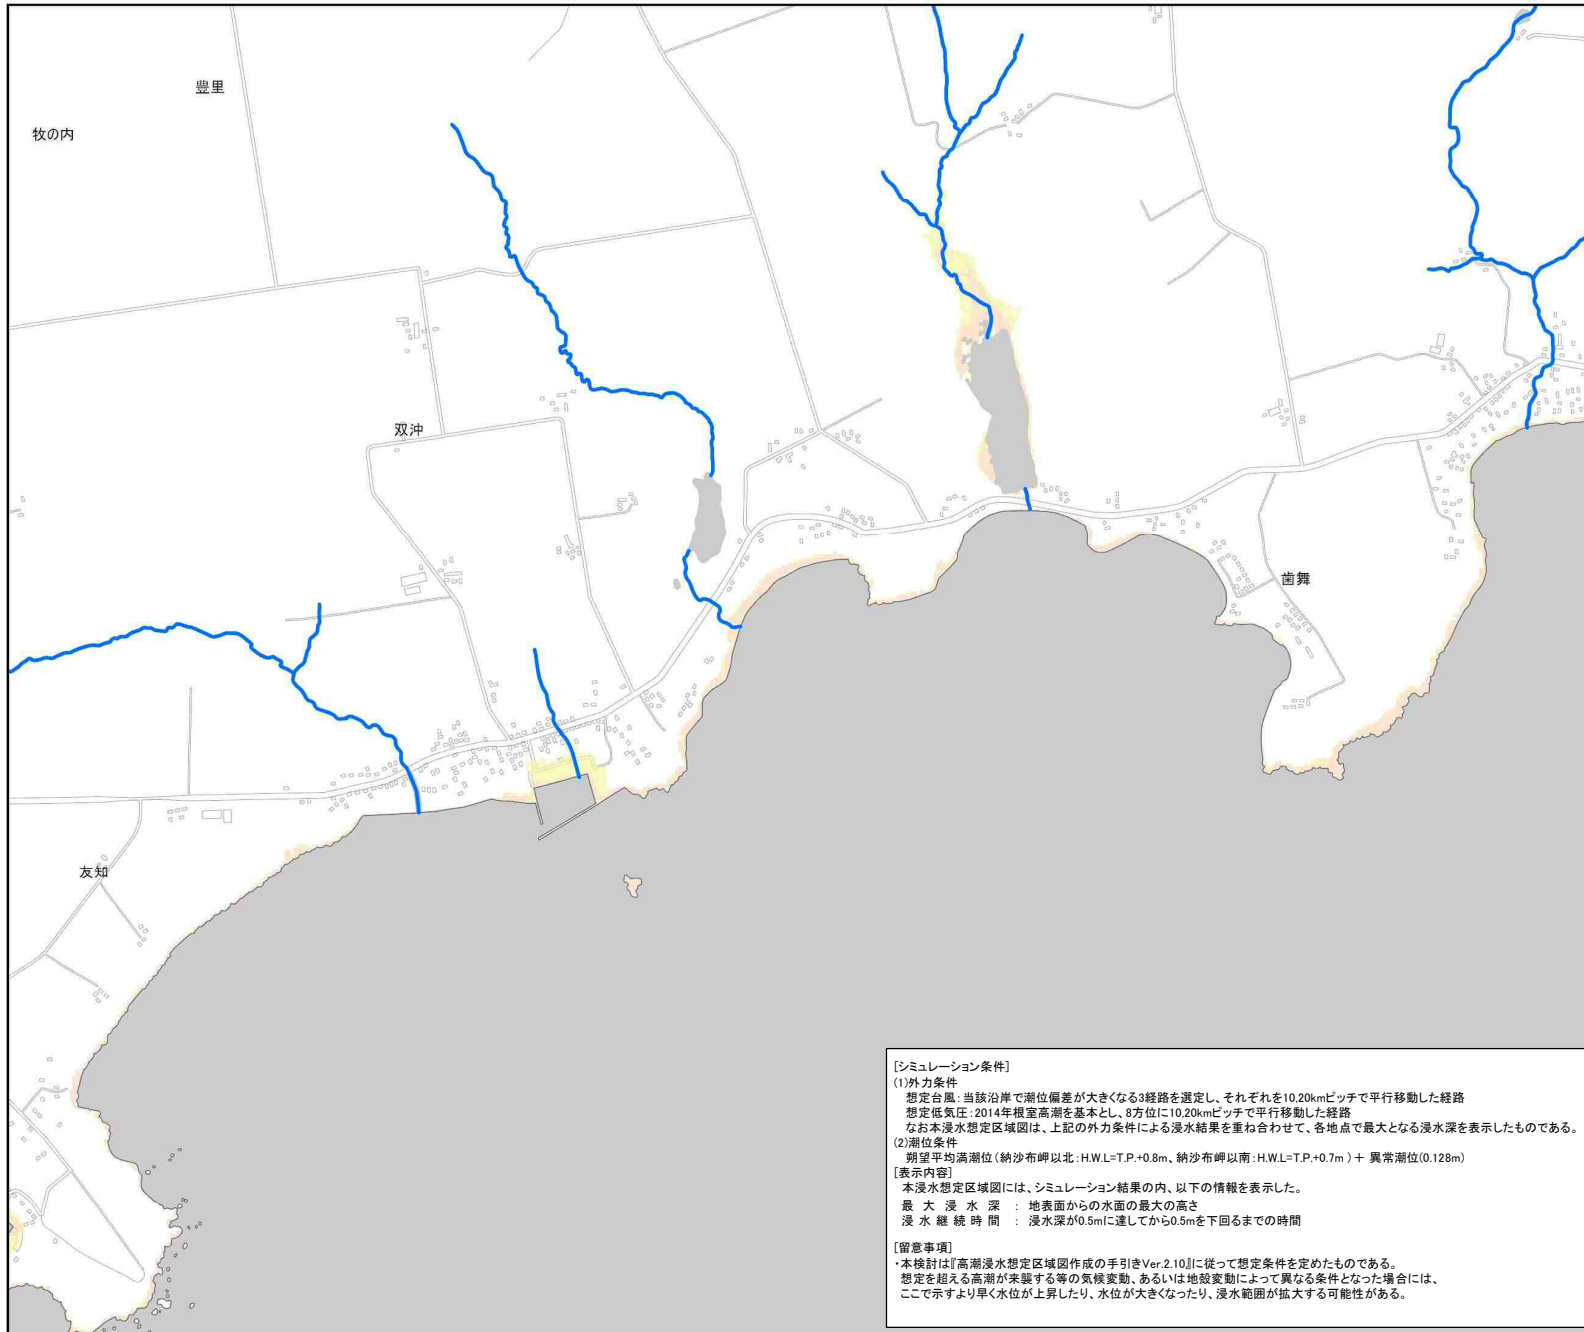 豊里
牧の内
双沖
歯舞
友知
[シミュレーション条件]
(1)外力条件
想定台風：当該沿岸で潮位偏差が大きくなる3経路を選定し、それぞれを10,20kmピッチで平行移動した経路
想定低気圧：2014年根室高潮を基本とし、8方位に10,20kmピッチで平行移動した経路
なお本浸水想定区域図は、上記の外力条件による浸水結果を重ね合わせて、各地点で最大となる浸水深を表示したものである。
(2)潮位条件
朔望平均満潮位(納沙布岬以北：H.W.L=T.P.+0.8m、納沙布岬以南：H.W.L=T.P.+0.7m ) ＋ 異常潮位(0.128m)
[表示内容]
本浸水想定区域図には、シミュレーション結果の内、以下の情報を表示した。
最 大 浸 水 深 ： 地表面からの水面の最大の高さ
浸 水 継 続 時 間 ： 浸水深が0.5mに達してから0.5mを下回るまでの時間
[留意事項]
・本検討は『高潮浸水想定区域図作成の手引きVer.2.10』に従って想定条件を定めたものである。
想定を超える高潮が来襲する等の気候変動、あるいは地殻変動によって異なる条件となった場合には、
ここで示すより早く水位が上昇したり、水位が大きくなったり、浸水範囲が拡大する可能性がある。